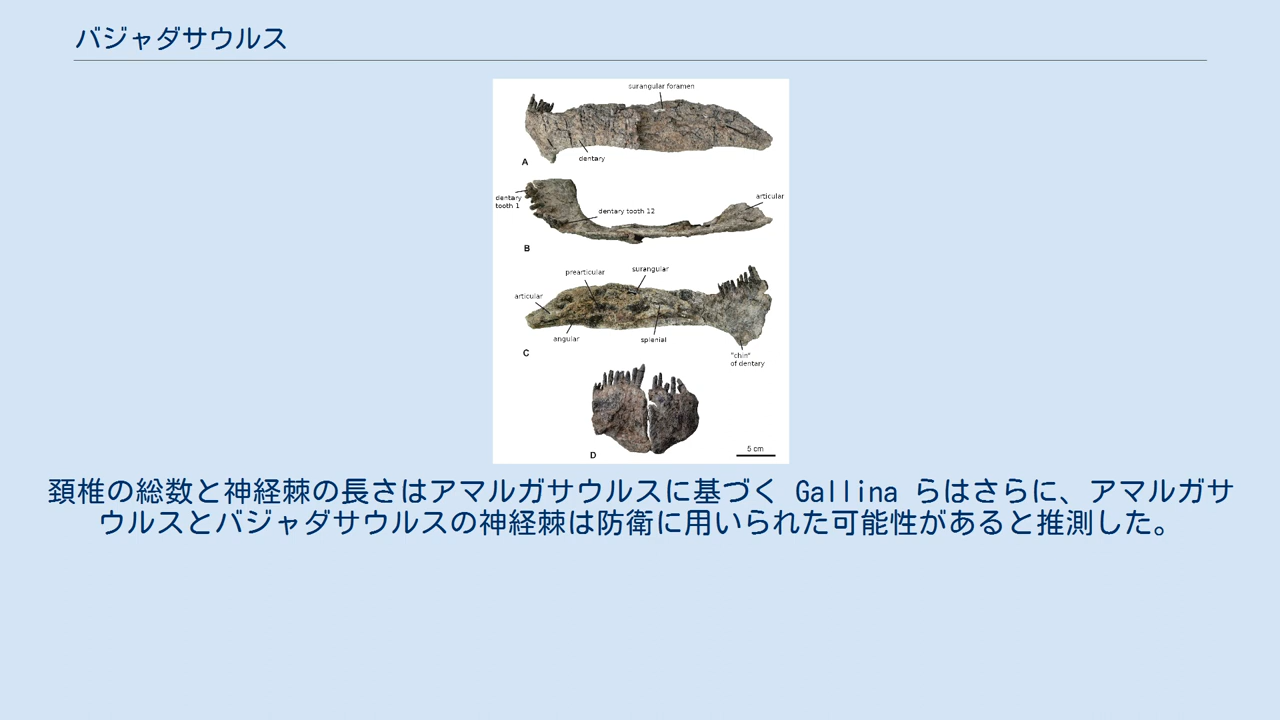 バジャダサウルス
surangular foramen
dentary
A
dentary
tooth 1
dentary tooth 12
articular
B
prearticular
surangular
articular
angular
splenial
C
"chin"
of dentary
D
5 cm
頚椎の総数と神経棘の長さはアマルガサウルスに基づく Gallina らはさらに、アマルガサ
ウルスとバジャダサウルスの神経棘は防衛に用いられた可能性があると推測した。